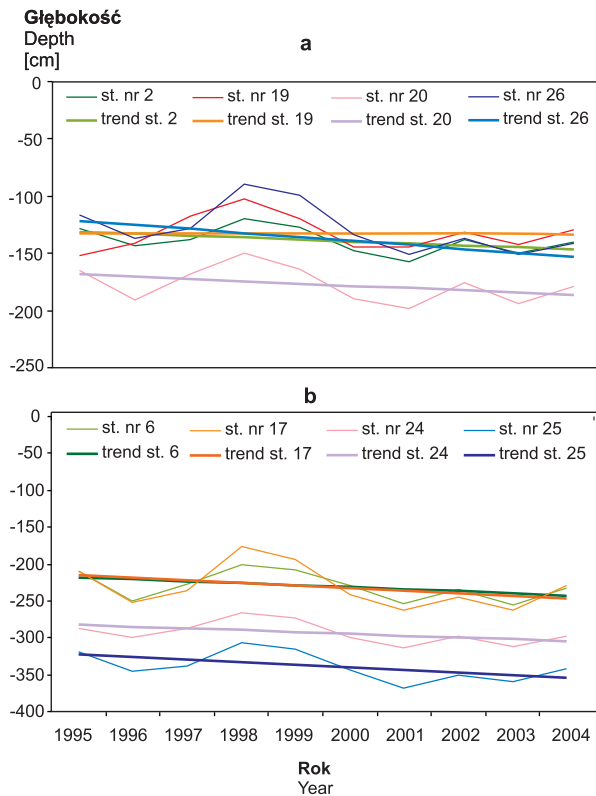 Głębokość
Depth
[cm]
a
0
st. nr 2 st. nr 19 st. nr 20 st. nr 26
trend st. 2 trend st. 19 trend st. 20 trend st. 26
-50
-100
-150
-200
-250
b
0
st. nr 6 st. nr 17 st. nr 24 st. nr 25
trend st. 6 trend st. 17 trend st. 24 trend st. 25
-50
-100
-150
-200
-250
-300
-350
-400
1995 1996 1997 1998 1999 2000 2001 2002 2003 2004
Rok
Year